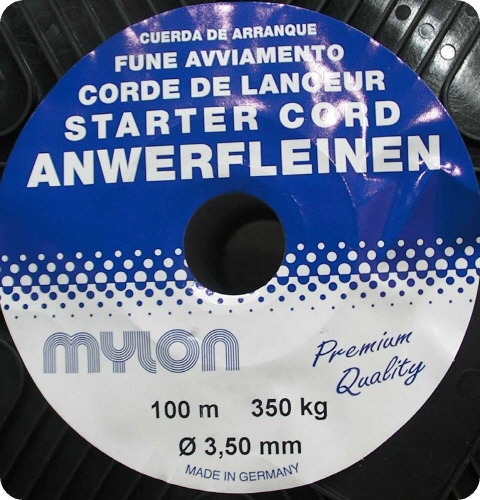 CUERDA DE ARRANQUE
FUNE AVVIAMENTO
CORDE DE LANCEUR
STARTER CORD
ANWERFLEINEN
mylon
Premium
Quality
100 m 350 kg
Ø 3,50 mm
MADE IN GERMANY